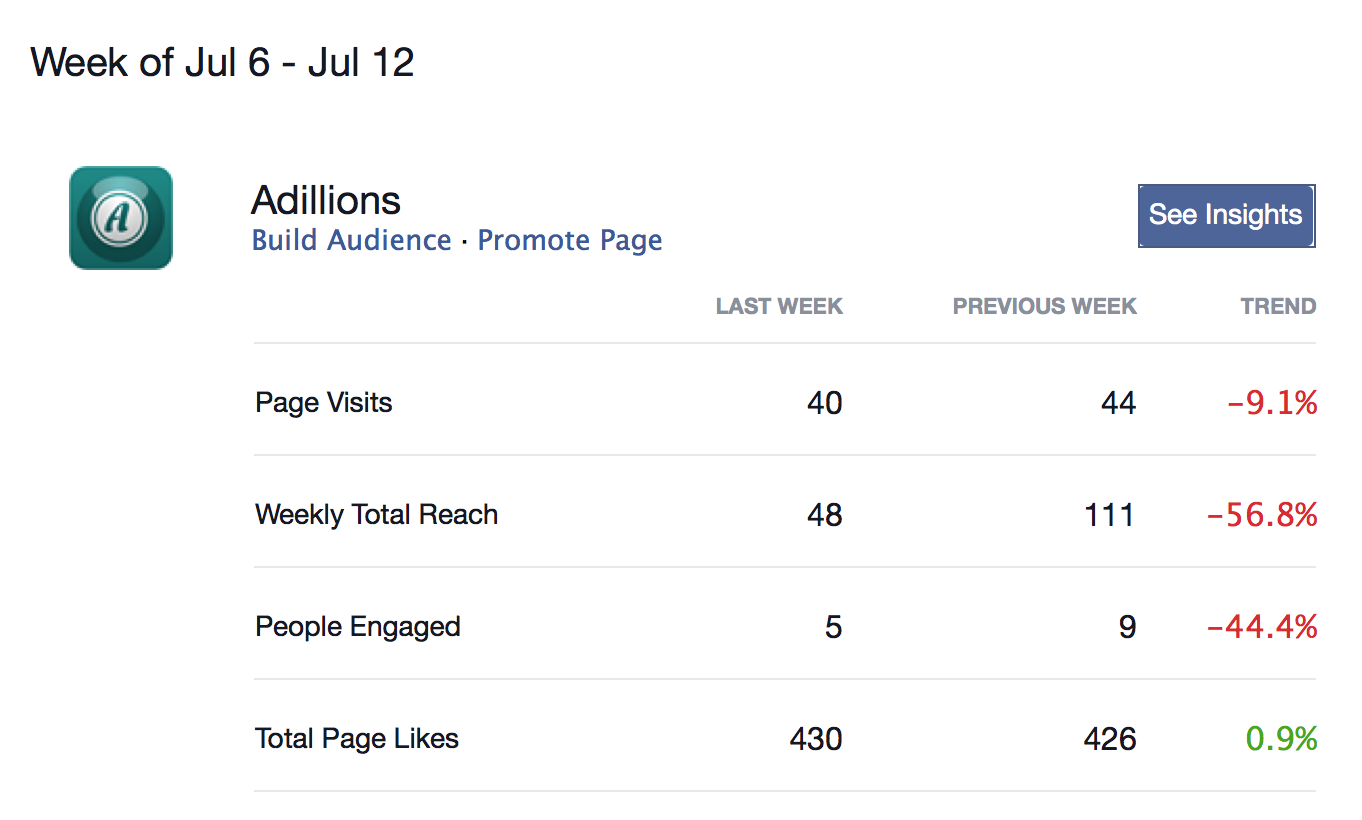 Week of Jul 6 - Jul 12
A
Adillions
See Insights
Build Audience · Promote Page
LAST WEEK PREVIOUS WEEK TREND
Page Visits 40 44 −9.1%
Weekly Total Reach 48 111 −56.8%
People Engaged 5 9 −44.4%
Total Page Likes 430 426 0.9%